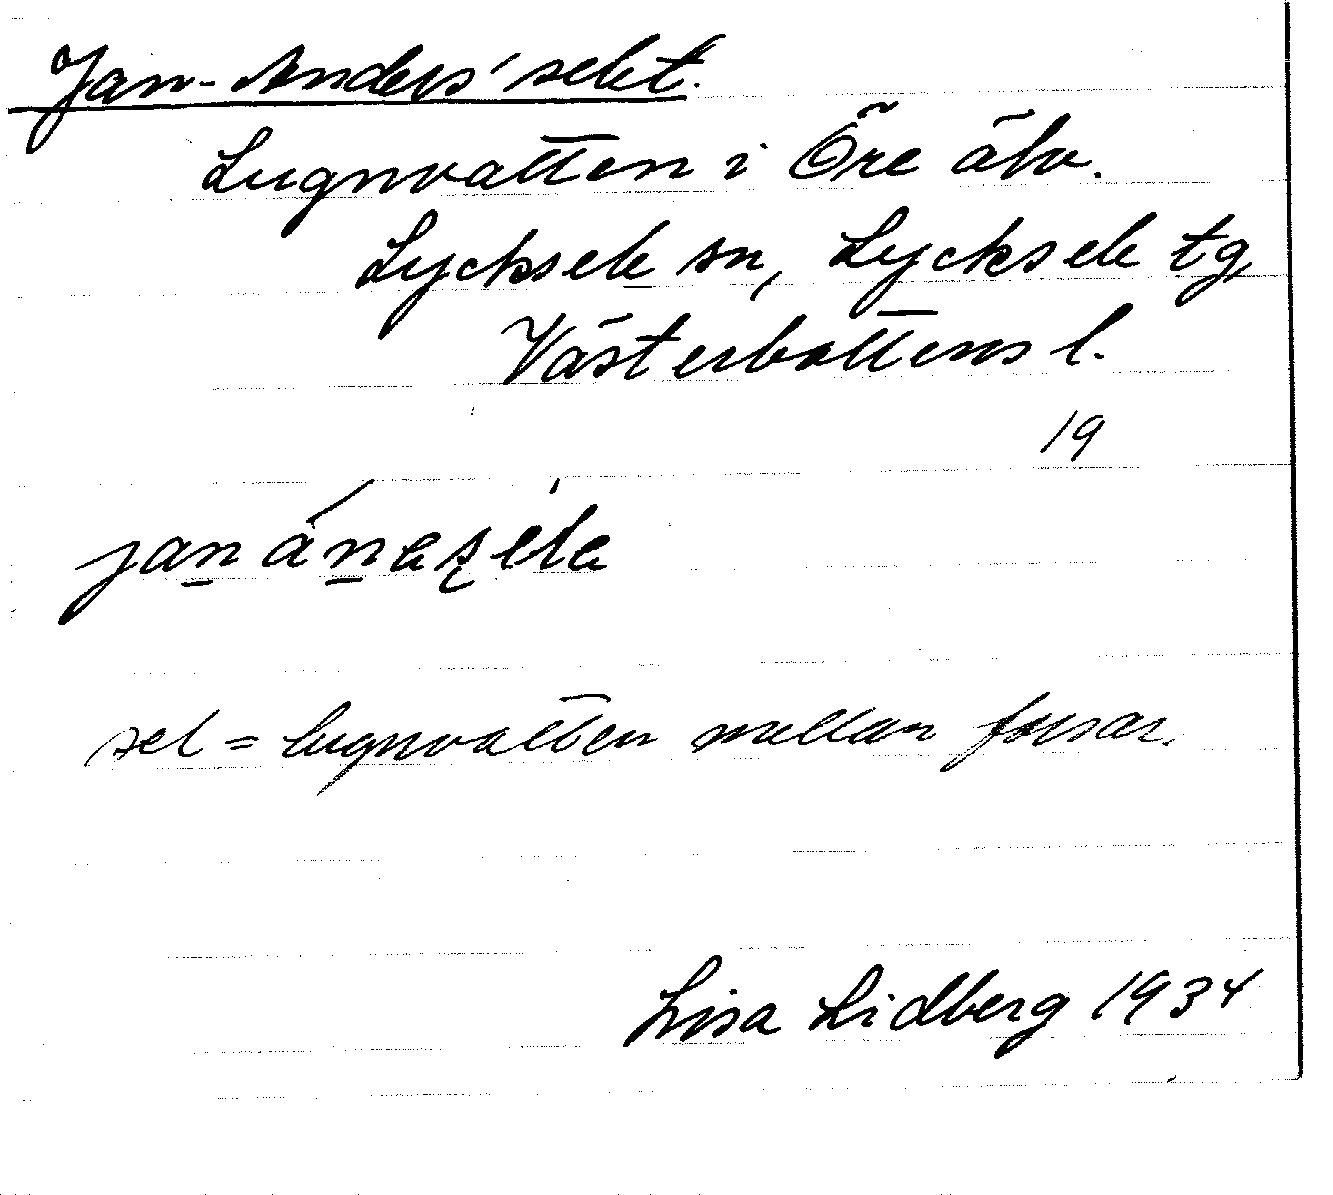 Jan-Anders' selet.
Lugnvatten i Öre älv.
Lycksele sn, Lycksele tg
Västerbottens l.
19
sel = lugnvatten mellan forsar.
Lisa Lidberg 1934